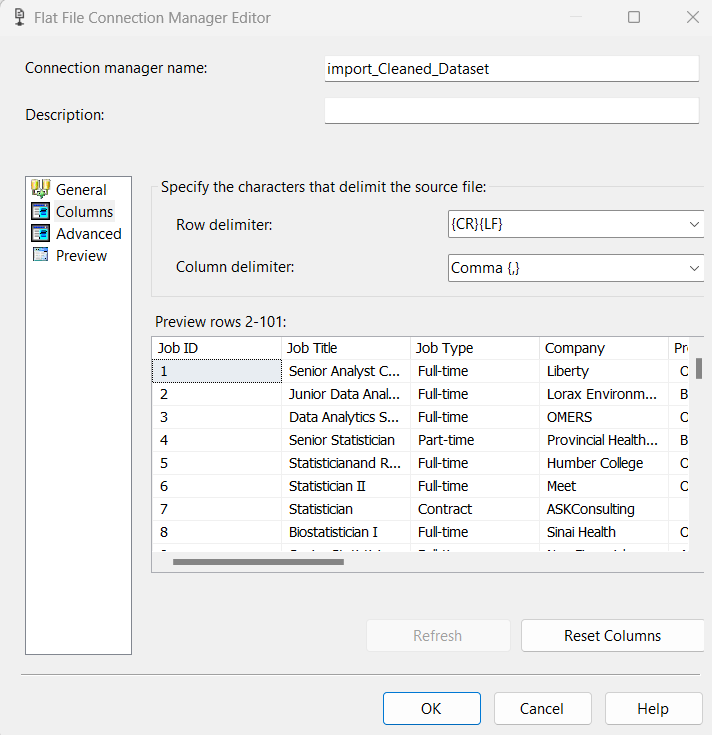 Flat File Connection Manager Editor
Connection manager name: import_Cleaned_Dataset
Description:
General
Columns
Advanced
Preview
Specify the characters that delimit the source file:
Row delimiter: {CR}{LF}
Column delimiter: Comma {,}
Preview rows 2-101:
Job ID Job Title Job Type Company Pr
1 Senior Analyst C... Full-time Liberty O
2 Junior Data Anal... Full-time Lorax Environm... B
3 Data Analytics S... Full-time OMERS O
4 Senior Statistician Part-time Provincial Health... B
5 Statisticianand R... Full-time Humber College O
6 Statistician II Full-time Meet O
7 Statistician Contract ASKConsulting
8 Biostatistician I Full-time Sinai Health O
Refresh Reset Columns
OK Cancel Help